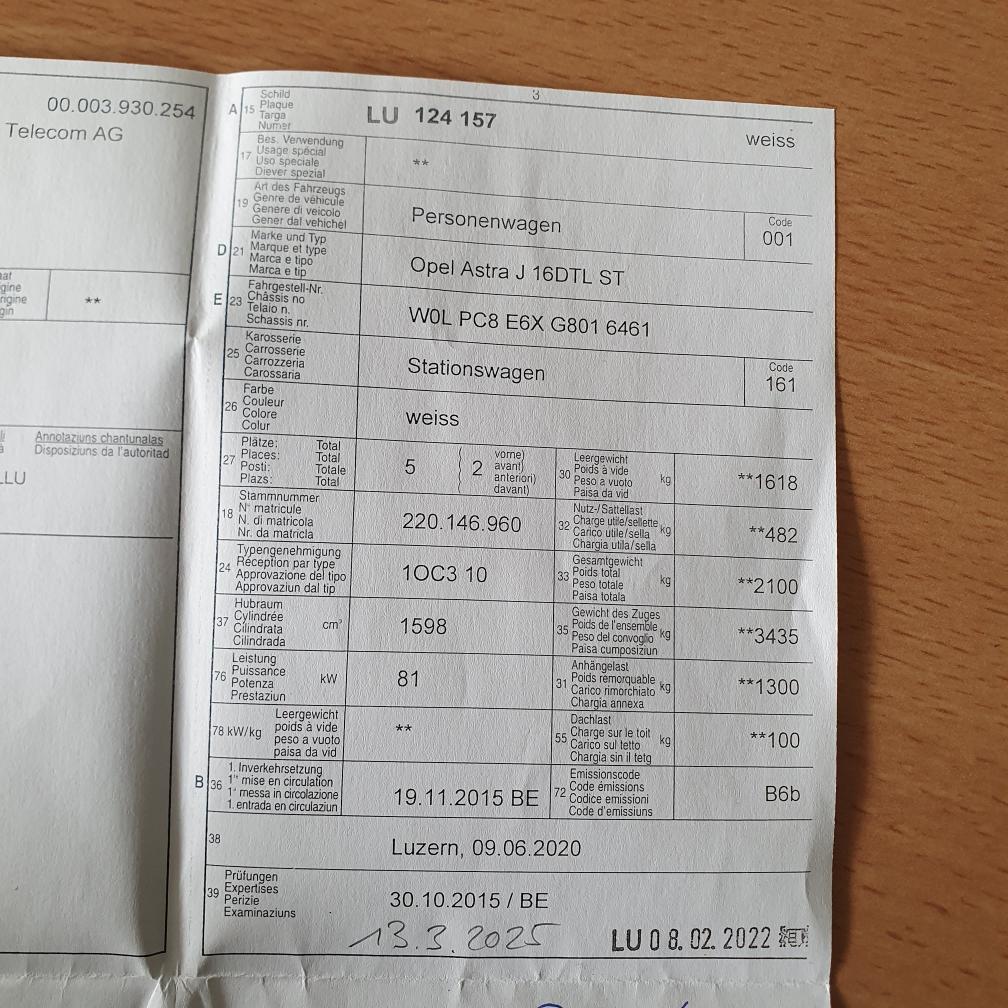 00.003.930.254
Telecom AG
**
Annotaziuns chantunalas
Disposiziuns da l'autoritad
3
A 15 Schild
Plaque
Targa
Numer
LU 124 157
weiss
17 Bes. Verwendung
Usage spécial
Uso speciale
Diever spezial
**
19 Art des Fahrzeugs
Genre de véhicule
Genere di veicolo
Gener dal vehichel
Personenwagen
Code
001
D 21 Marke und Typ
Marque et type
Marca e tipo
Marca e tip
Opel Astra J 16DTL ST
E 23 Fahrgestell-Nr.
Châssis no
Telaio n.
Schassis nr.
W0L PC8 E6X G801 6461
25 Karosserie
Carrosserie
Carrozzeria
Carossaria
Stationswagen
Code
161
26 Farbe
Couleur
Colore
Colur
weiss
27 Plätze: Total
Places: Total
Posti: Totale
Plazs: Total
5 ( 2 vorne)
avant)
anteriori)
davant)
30 Leergewicht
Poids à vide
Peso a vuoto
Paisa da vid
kg
**1618
18 Stammnummer
N° matricule
N. di matricola
Nr. da matricla
220.146.960
32 Nutz-/Sattellast
Charge utile/sellette
Carico utile/sella
Chargia utila/sella
kg
**482
24 Typengenehmigung
Réception par type
Approvazione del tipo
Approvaziun dal tip
1OC3 10
33 Gesamtgewicht
Poids total
Peso totale
Paisa totala
kg
**2100
37 Hubraum
Cylindrée
Cilindrata
Cilindrada
cm³
1598
35 Gewicht des Zuges
Poids de l'ensemble
Peso del convoglio
Paisa cumposiziun
kg
**3435
76 Leistung
Puissance
Potenza
Prestaziun
kW
81
31 Anhängelast
Poids remorquable
Carico rimorchiato
Chargia annexa
kg
**1300
78 kW/kg Leergewicht
poids à vide
peso a vuoto
paisa da vid
**
55 Dachlast
Charge sur le toit
Carico sul tetto
Chargia sin il tetg
kg
**100
B 36 1. Inverkehrsetzung
1re mise en circulation
1a messa in circolazione
1. entrada en circulaziun
19.11.2015 BE
72 Emissionscode
Code émissions
Codice emissioni
Code d'emissiuns
B6b
38
Luzern, 09.06.2020
39 Prüfungen
Expertises
Perizie
Examinaziuns
30.10.2015 / BE
13.3.2025
LU 0 8. 02. 2022